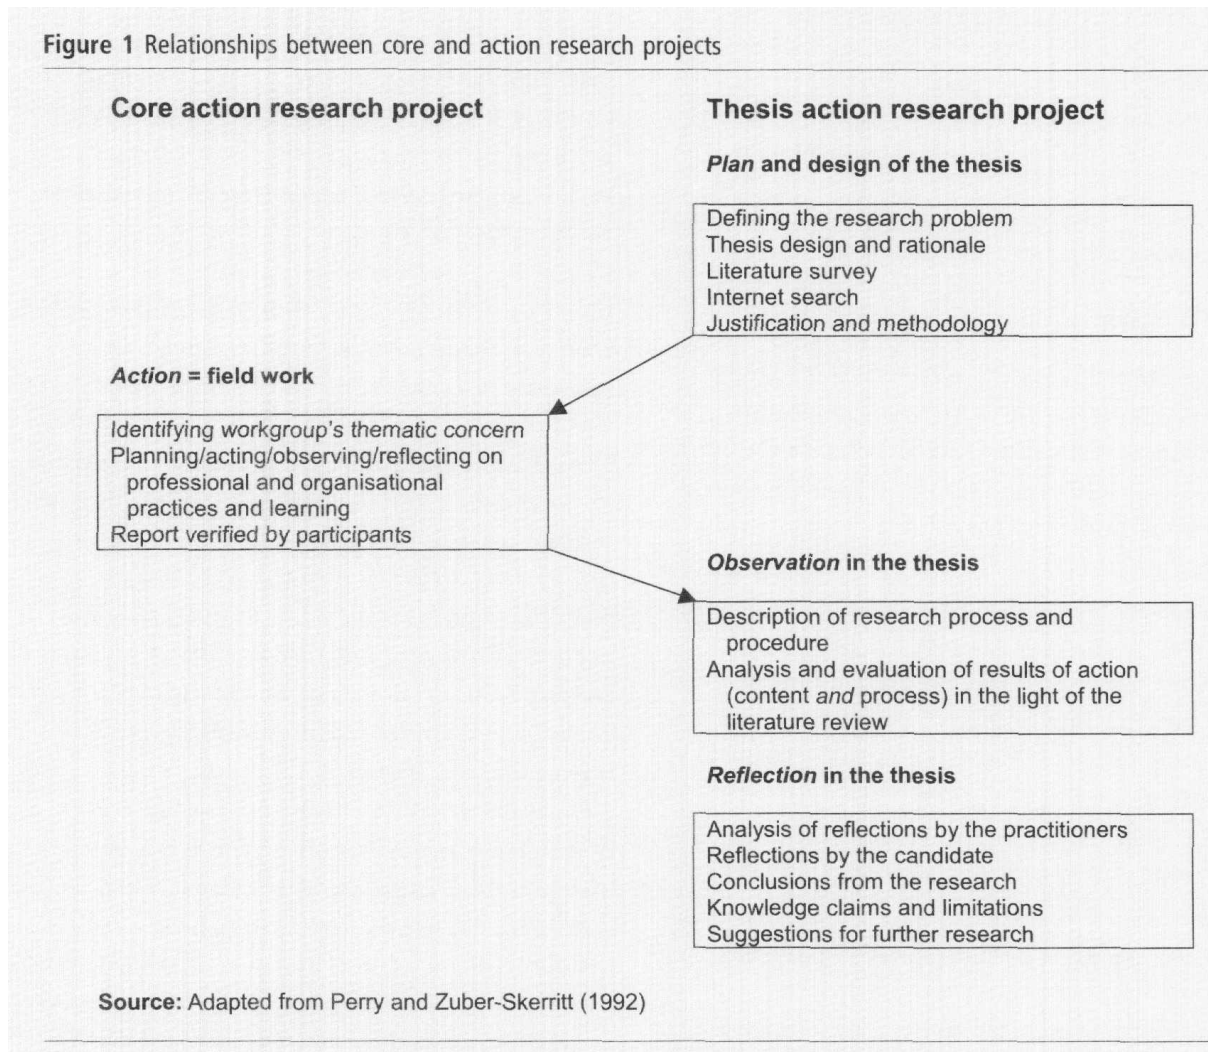 Figure 1 Relationships between core and action research projects
Core action research project
Thesis action research project
Plan and design of the thesis
Defining the research problem
Thesis design and rationale
Literature survey
Internet search
Justification and methodology
Action = field work
Identifying workgroup's thematic concern
Planning/acting/observing/reflecting on
professional and organisational
practices and learning
Report verified by participants
Observation in the thesis
Description of research process and
procedure
Analysis and evaluation of results of action
(content and process) in the light of the
literature review
Reflection in the thesis
Analysis of reflections by the practitioners
Reflections by the candidate
Conclusions from the research
Knowledge claims and limitations
Suggestions for further research
Source: Adapted from Perry and Zuber-Skerritt (1992)